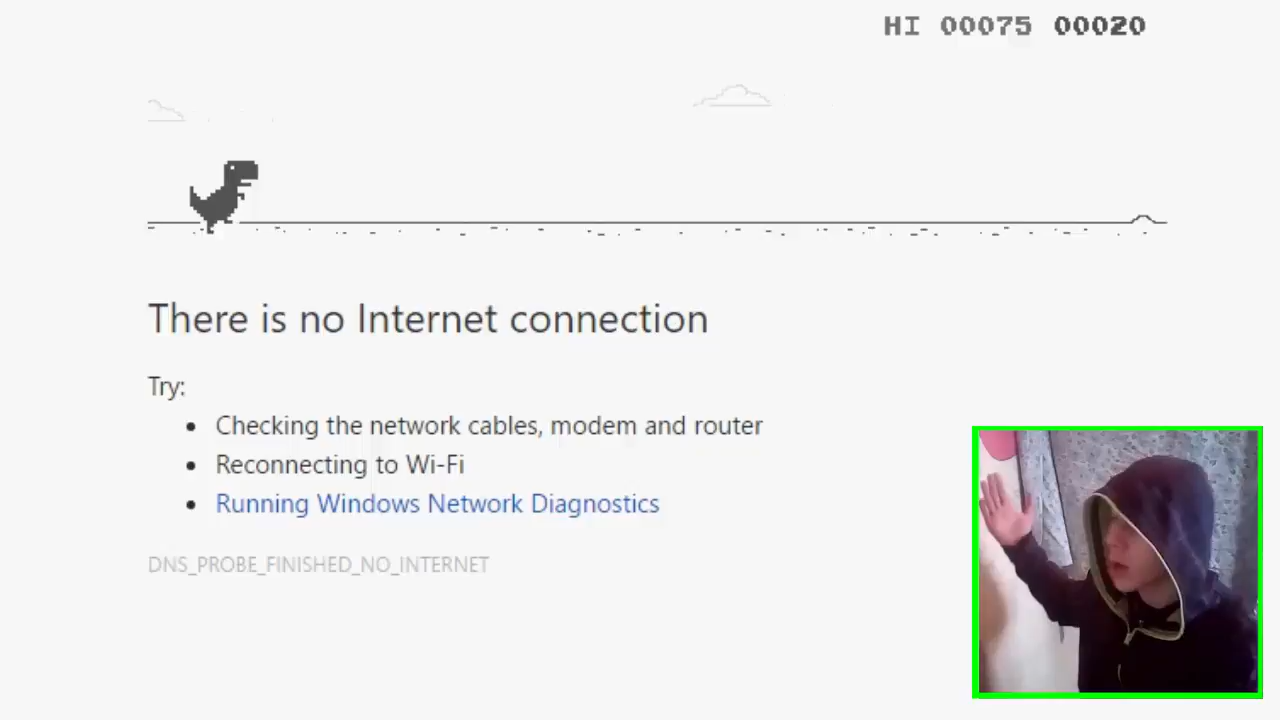 HI 00075 00020
There is no Internet connection
Try:
Checking the network cables, modem and router
Reconnecting to Wi-Fi
Running Windows Network Diagnostics
DNS_PROBE_FINISHED_NO_INTERNET